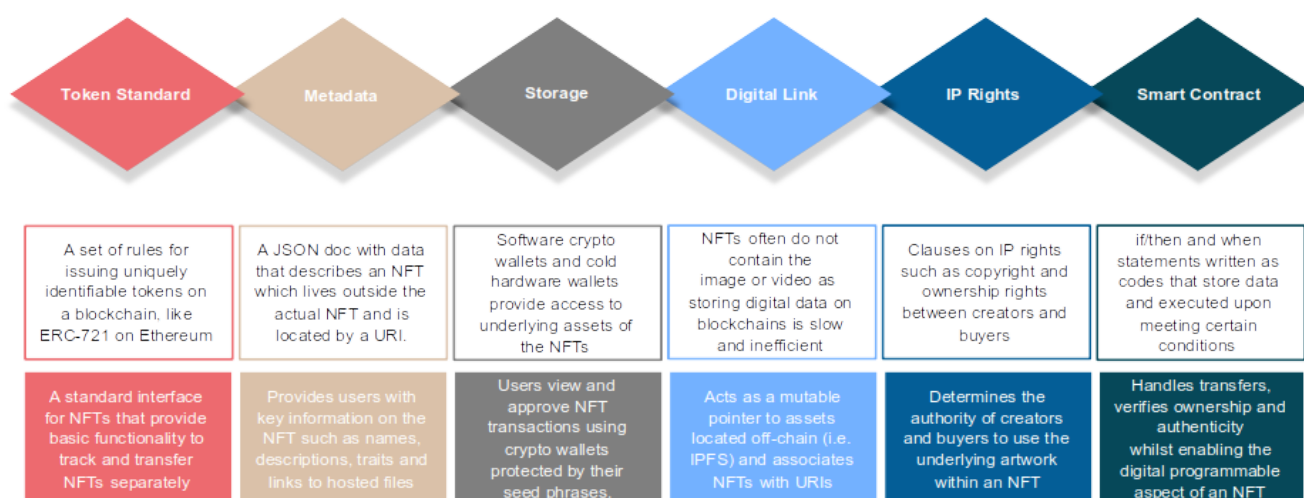 Token Standard
Metadata
Storage
Digital Link
IP Rights
Smart Contract
A set of rules for
issuing uniquely
identifiable tokens on
a blockchain, like
ERC-721 on Ethereum
A JSON doc with data
that describes an NFT
which lives outside the
actual NFT and is
located by a URI.
Software crypto
wallets and cold
hardware wallets
provide access to
underlying assets of
the NFTs
NFTs often do not
contain the
image or video as
storing digital data on
blockchains is slow
and inefficient
Clauses on IP rights
such as copyright and
ownership rights
between creators and
buyers
if/then and when
statements written as
codes that store data
and executed upon
meeting certain
conditions
A standard interface
for NFTs that provide
basic functionality to
track and transfer
NFTs separately
Provides users with
key information on the
NFT such as names,
descriptions, traits and
links to hosted files
Users view and
approve NFT
transactions using
crypto wallets
protected by their
seed phrases.
Acts as a mutable
pointer to assets
located off-chain (i.e.
IPFS) and associates
NFTs with URIs
Determines the
authority of creators
and buyers to use the
underlying artwork
within an NFT
Handles transfers,
verifies ownership and
authenticity
whilst enabling the
digital programmable
aspect of an NFT